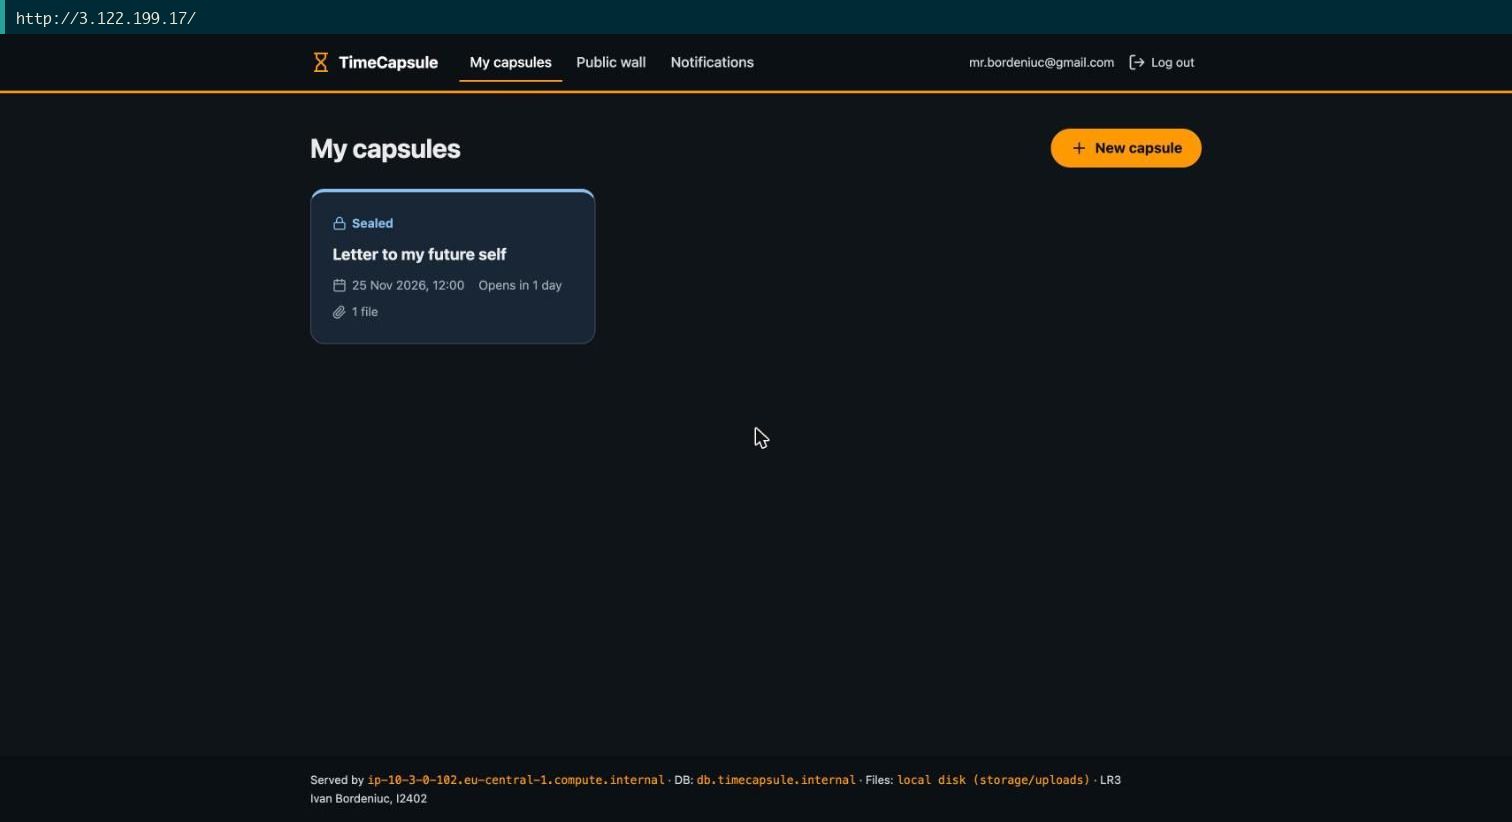 http://3.122.199.17/
TimeCapsule My capsules Public wall Notifications mr.bordeniuc@gmail.com Log out
My capsules
+ New capsule
Sealed
Letter to my future self
25 Nov 2026, 12:00 Opens in 1 day
1 file
Served by ip-10-3-0-102.eu-central-1.compute.internal · DB: db.timecapsule.internal · Files: local disk (storage/uploads) · LR3
Ivan Bordeniuc, I2402